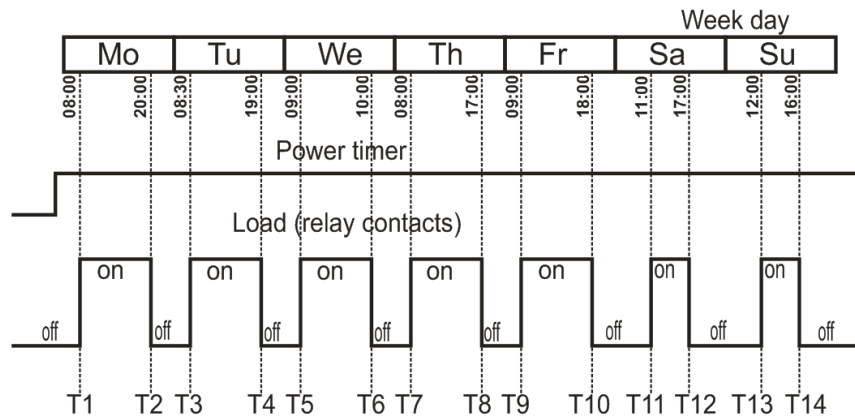 Week day
Mo Tu We Th Fr Sa Su
08:00 20:00 08:30 19:00 09:00 10:00 08:00 17:00 09:00 18:00 11:00 17:00 12:00 16:00
Power timer
Load (relay contacts)
on on on on on on on
off off off off off off off off
T1 T2 T3 T4 T5 T6 T7 T8 T9 T10 T11 T12 T13 T14